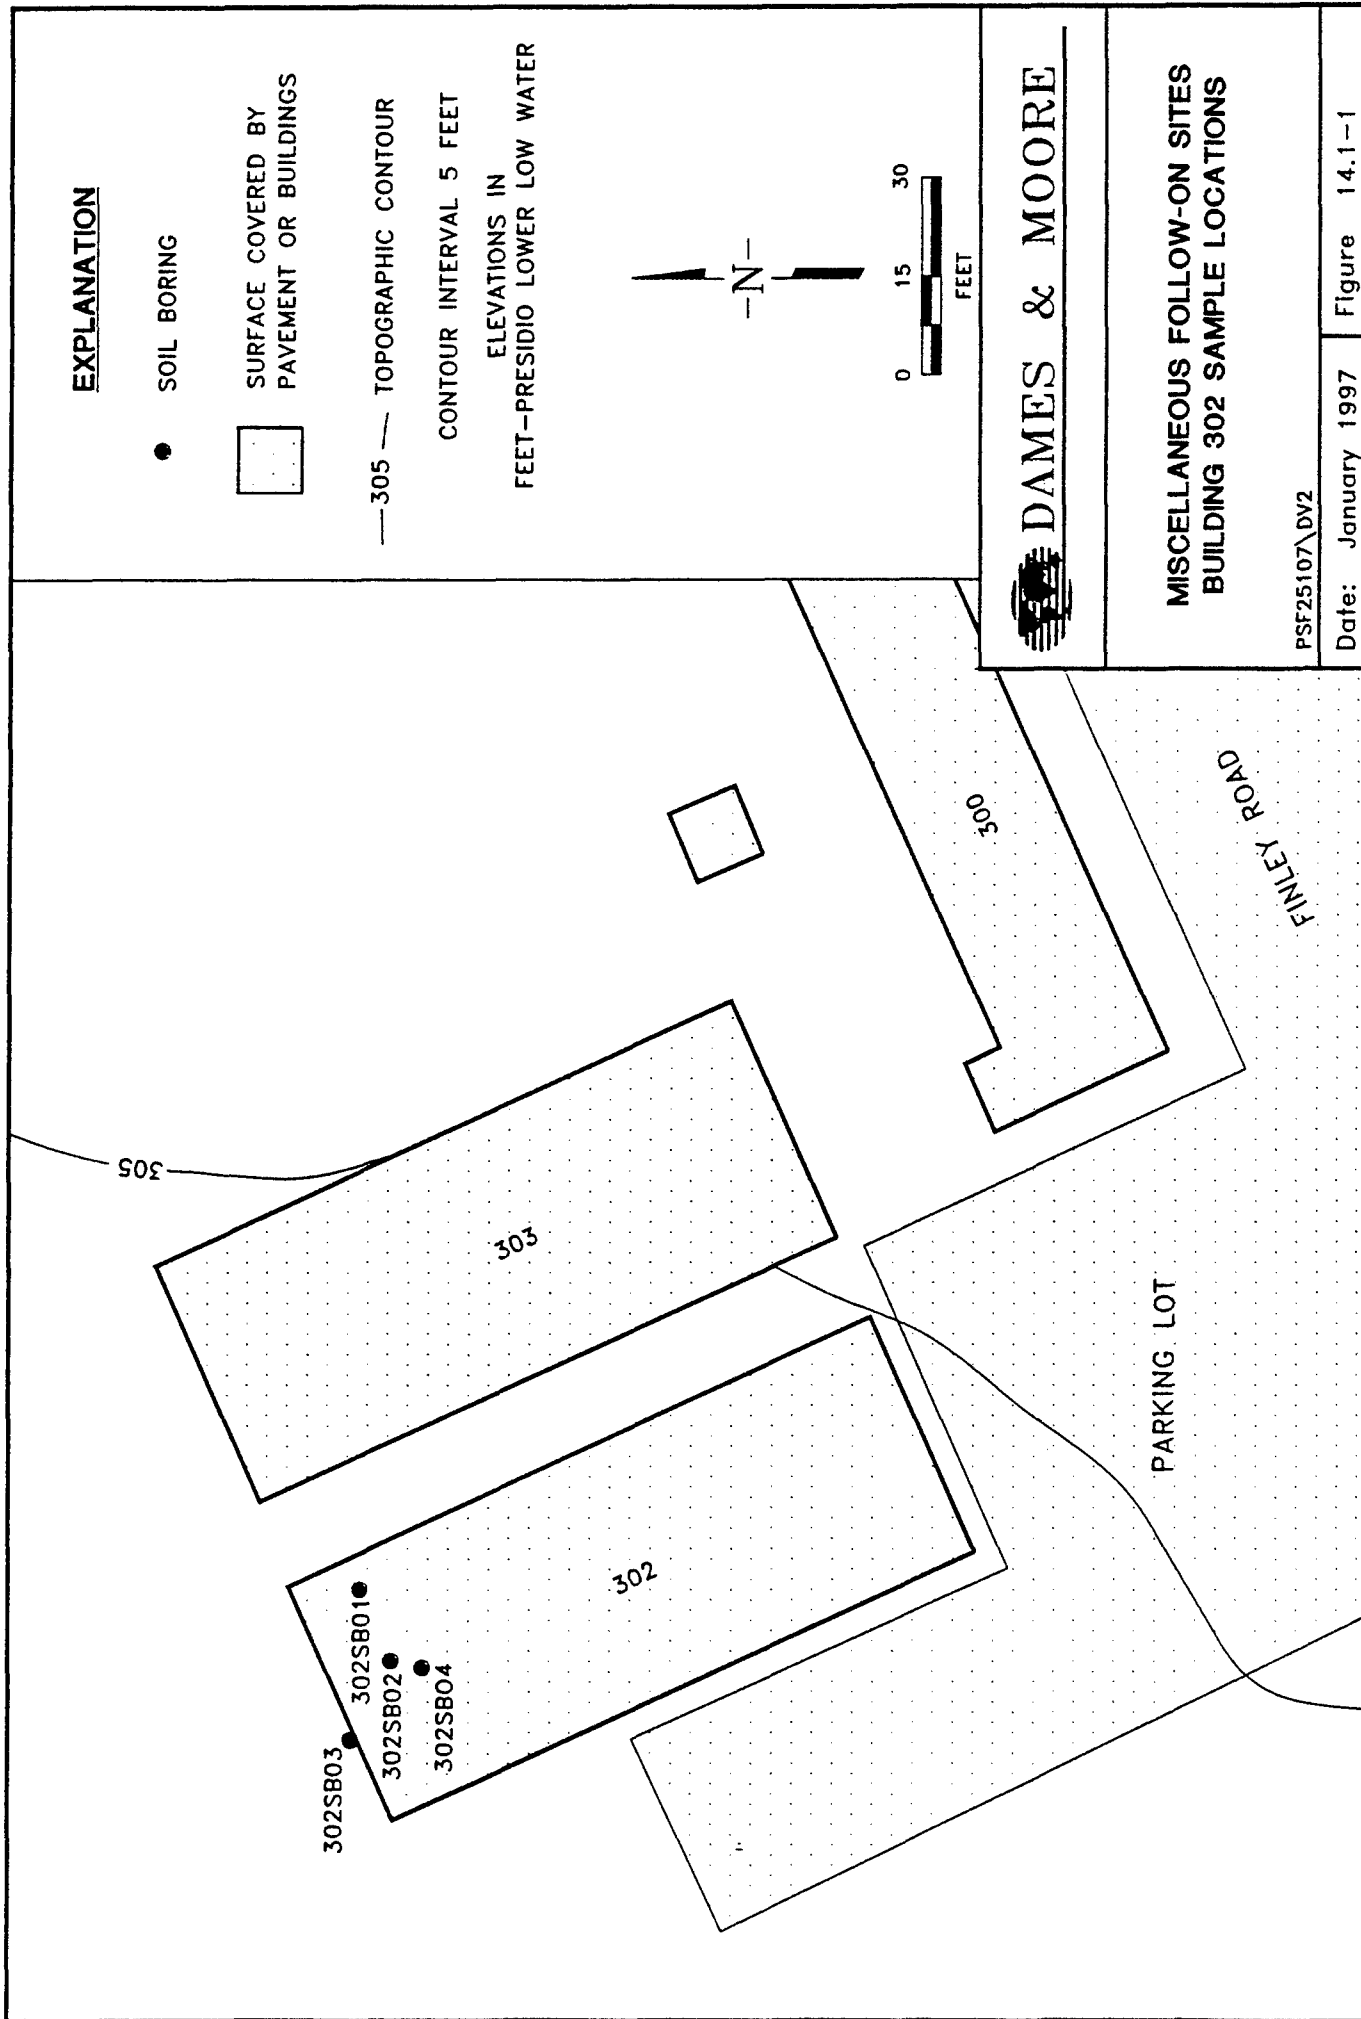 EXPLANATION
SOIL BORING
SURFACE COVERED BY
PAVEMENT OR BUILDINGS
305
TOPOGRAPHIC CONTOUR
CONTOUR INTERVAL 5 FEET
ELEVATIONS IN
FEET-PRESIDIO LOWER LOW WATER
-N-
0 15 30
FEET
DAMES & MOORE
MISCELLANEOUS FOLLOW-ON SITES
BUILDING 302 SAMPLE LOCATIONS
PSF25107\DV2
Date: January 1997
Figure 14.1-1
305
303
302
300
302SB03
302SB01
302SB02
302SB04
PARKING LOT
FINLEY ROAD